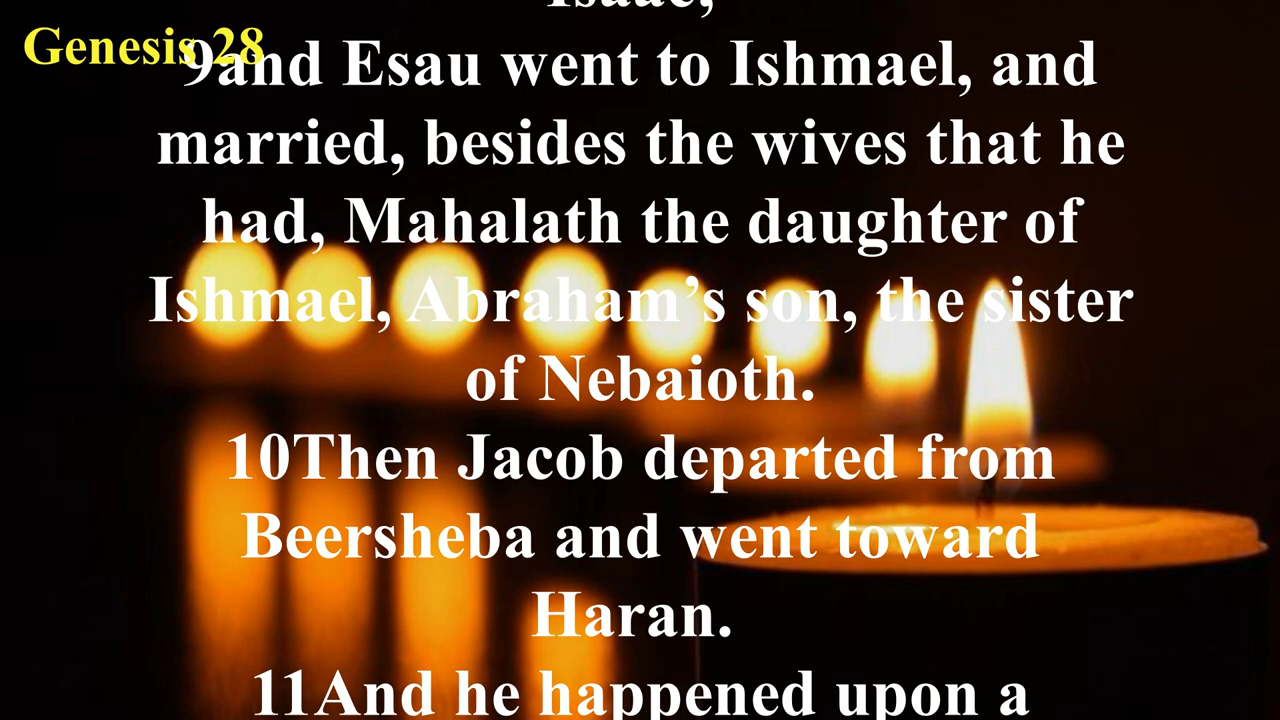 Isaac,
Genesis 28
9and Esau went to Ishmael, and
married, besides the wives that he
had, Mahalath the daughter of
Ishmael, Abraham’s son, the sister
of Nebaioth.
10Then Jacob departed from
Beersheba and went toward
Haran.
11And he happened upon a